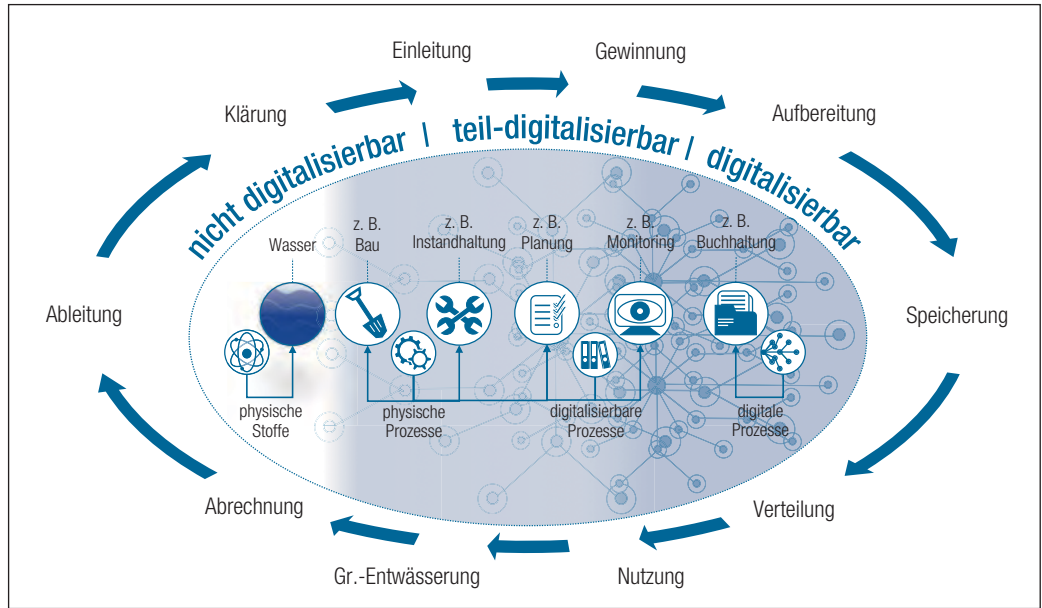 Einleitung
Gewinnung
Klärung
Aufbereitung
nicht digitalisierbar | teil-digitalisierbar | digitalisierbar
Wasser
z. B.
Bau
z. B.
Instandhaltung
z. B.
Planung
z. B.
Monitoring
z. B.
Buchhaltung
Ableitung
Speicherung
physische
Stoffe
physische
Prozesse
digitalisierbare
Prozesse
digitale
Prozesse
Abrechnung
Verteilung
Gr.-Entwässerung
Nutzung